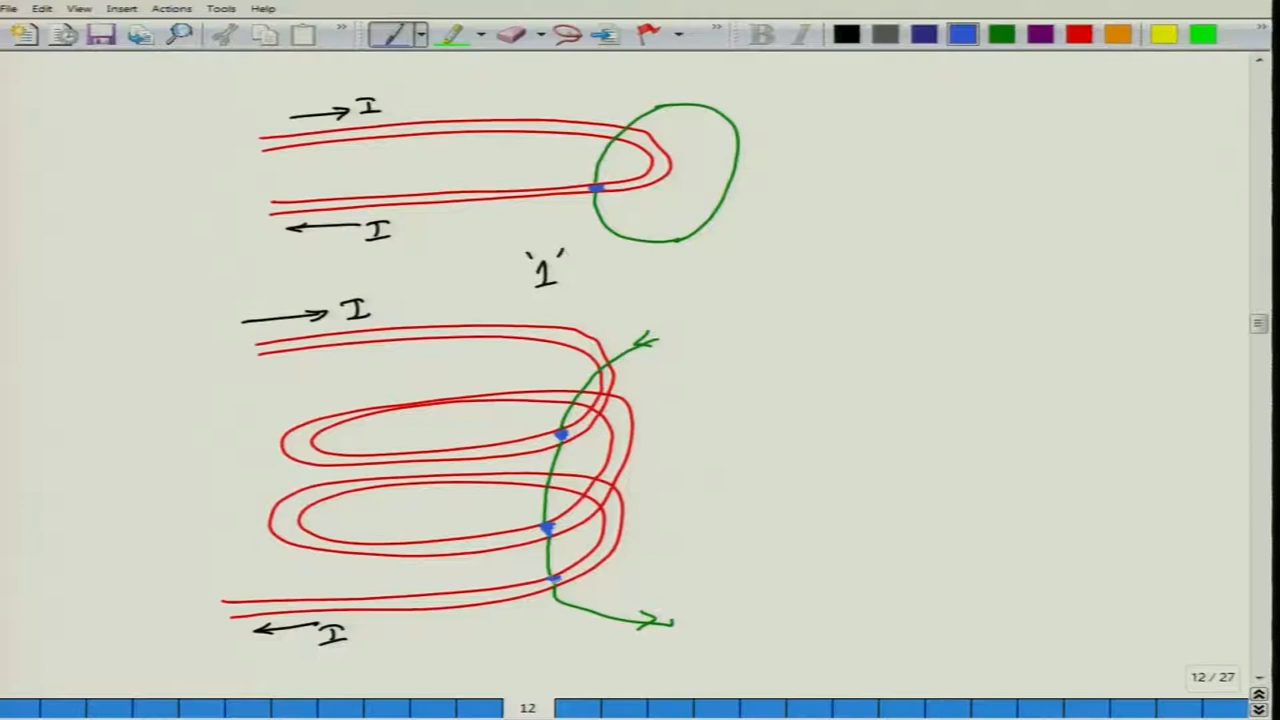 File Edit View Insert Actions Tools Help
B I
I
I
'1'
I
I
12 / 27
12